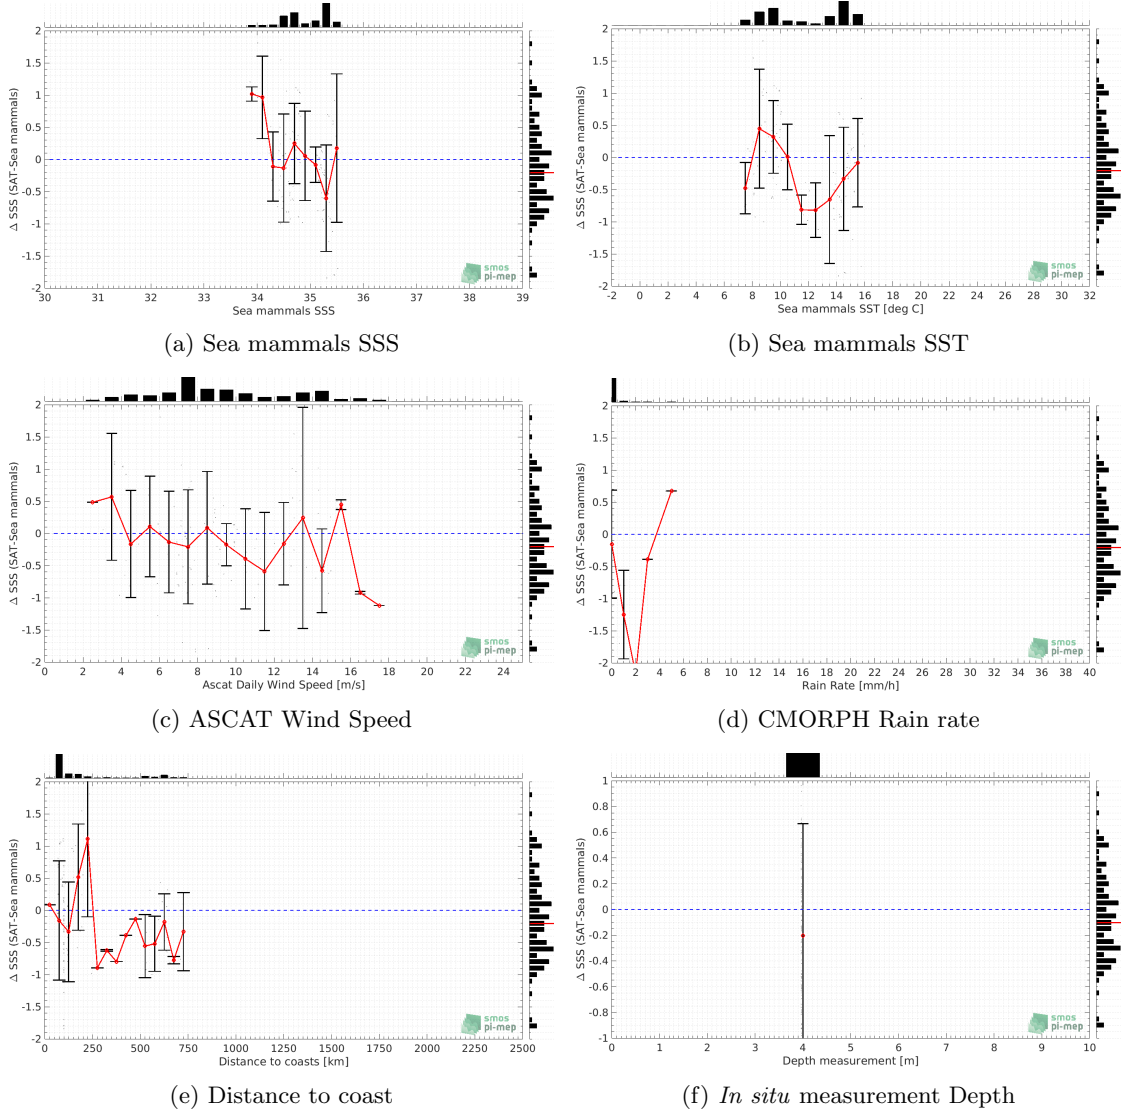 2
1.5
1
0.5
0
-0.5
-1
-1.5
-2
Δ SSS (SAT-Sea mammals)
30 31 32 33 34 35 36 37 38 39
Sea mammals SSS
smos
pi-mep
(a) Sea mammals SSS
2
1.5
1
0.5
0
-0.5
-1
-1.5
-2
Δ SSS (SAT-Sea mammals)
-2 0 2 4 6 8 10 12 14 16 18 20 22 24 26 28 30 32
Sea mammals SST [deg C]
smos
pi-mep
(b) Sea mammals SST
2
1.5
1
0.5
0
-0.5
-1
-1.5
-2
Δ SSS (SAT-Sea mammals)
0 2 4 6 8 10 12 14 16 18 20 22 24
Ascat Daily Wind Speed [m/s]
smos
pi-mep
(c) ASCAT Wind Speed
2
1.5
1
0.5
0
-0.5
-1
-1.5
-2
Δ SSS (SAT-Sea mammals)
0 2 4 6 8 10 12 14 16 18 20 22 24 26 28 30 32 34 36 38 40
Rain Rate [mm/h]
smos
pi-mep
(d) CMORPH Rain rate
2
1.5
1
0.5
0
-0.5
-1
-1.5
-2
Δ SSS (SAT-Sea mammals)
0 250 500 750 1000 1250 1500 1750 2000 2250 2500
Distance to coasts [km]
smos
pi-mep
(e) Distance to coast
1
0.8
0.6
0.4
0.2
0
-0.2
-0.4
-0.6
-0.8
-1
Δ SSS (SAT-Sea mammals)
0 1 2 3 4 5 6 7 8 9 10
Depth measurement [m]
smos
pi-mep
(f) In situ measurement Depth